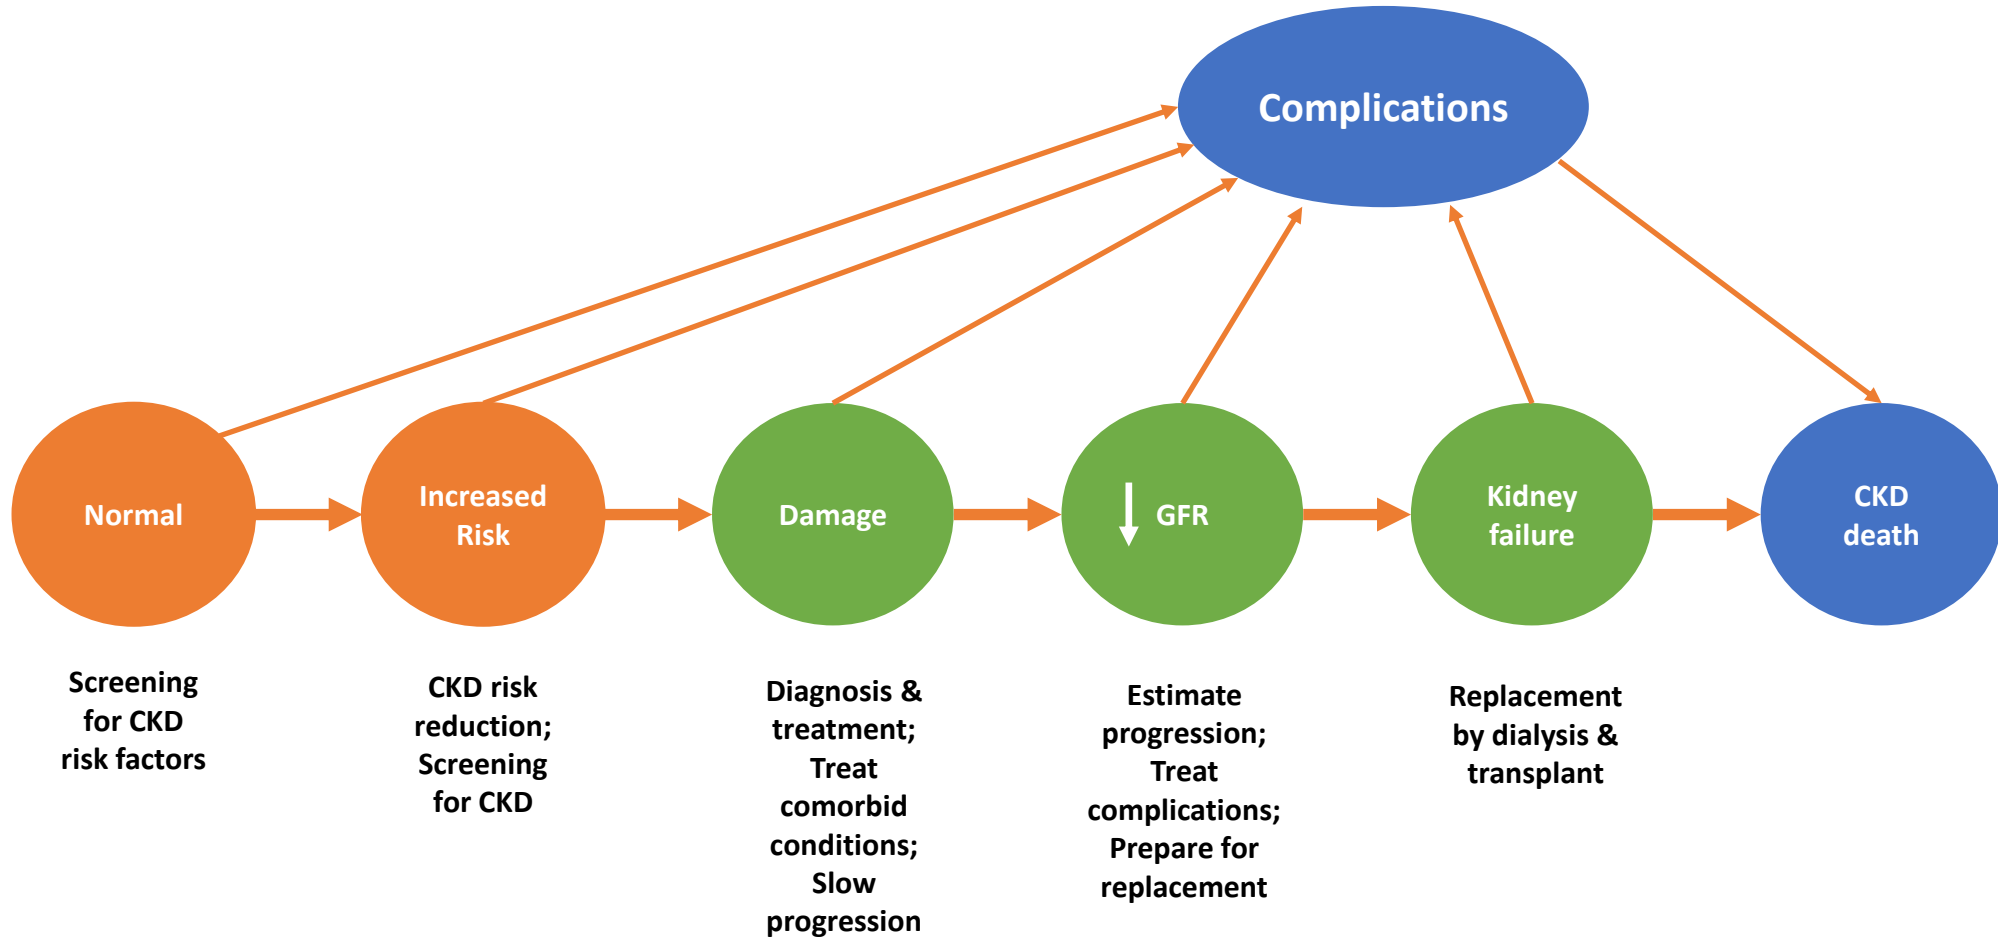 Complications
Normal
Increased
Risk
Damage
GFR
Kidney
failure
CKD
death
Screening
for CKD
risk factors
CKD risk
reduction;
Screening
for CKD
Diagnosis &
treatment;
Treat
comorbid
conditions;
Slow
progression
Estimate
progression;
Treat
complications;
Prepare for
replacement
Replacement
by dialysis &
transplant